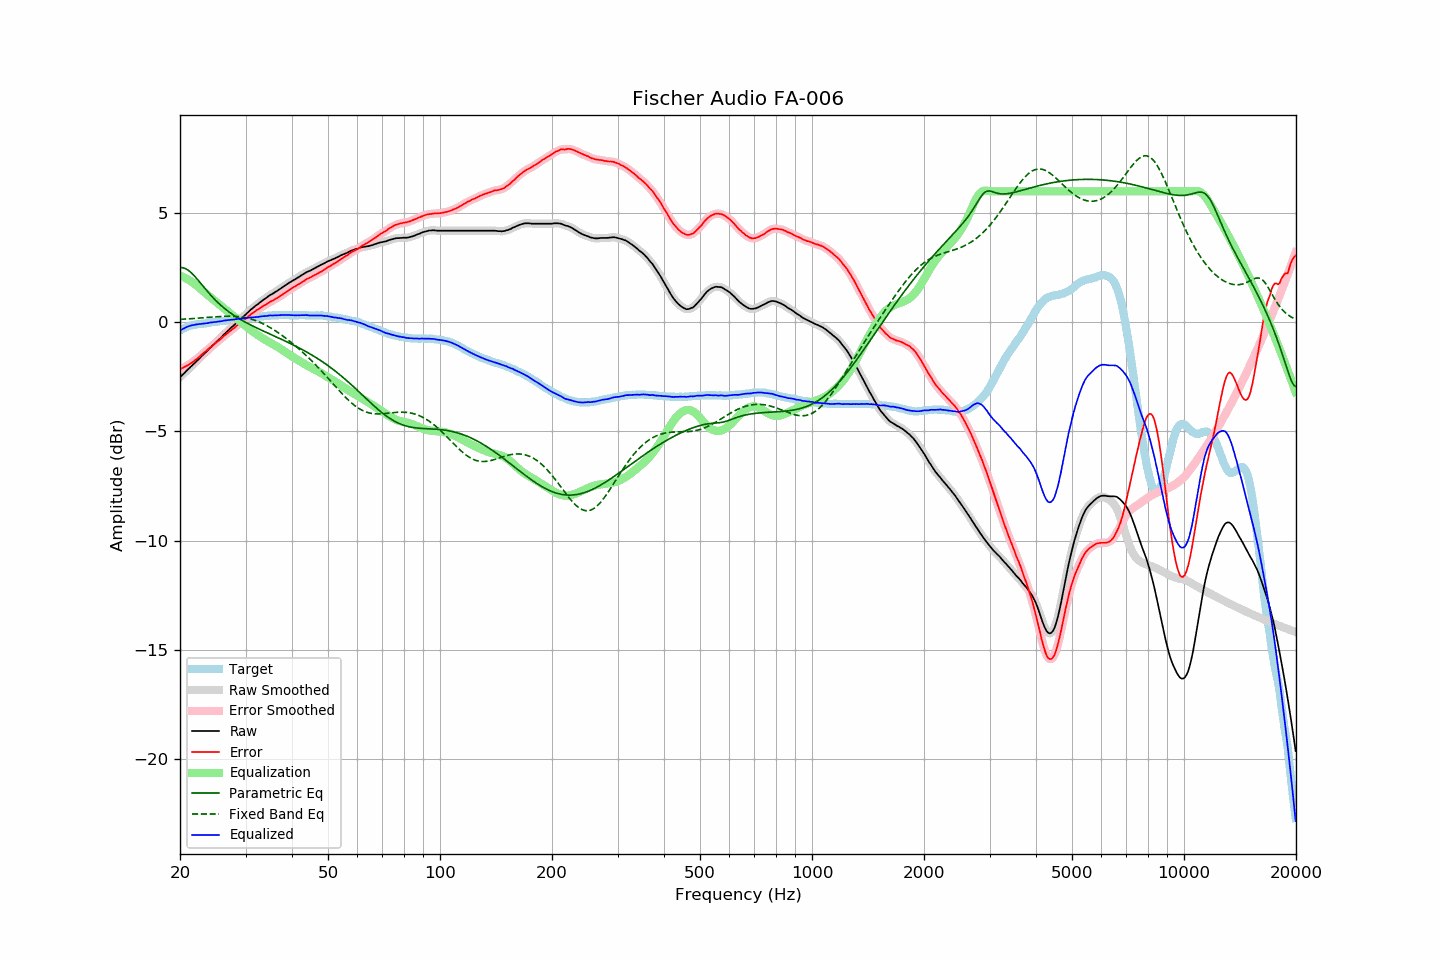 Fischer Audio FA-006
Amplitude (dBr)
5
0
−5
−10
−15
−20
Target
Raw Smoothed
Error Smoothed
Raw
Error
Equalization
Parametric Eq
Fixed Band Eq
Equalized
20 50 100 200 500 1000 2000 5000 10000 20000
Frequency (Hz)